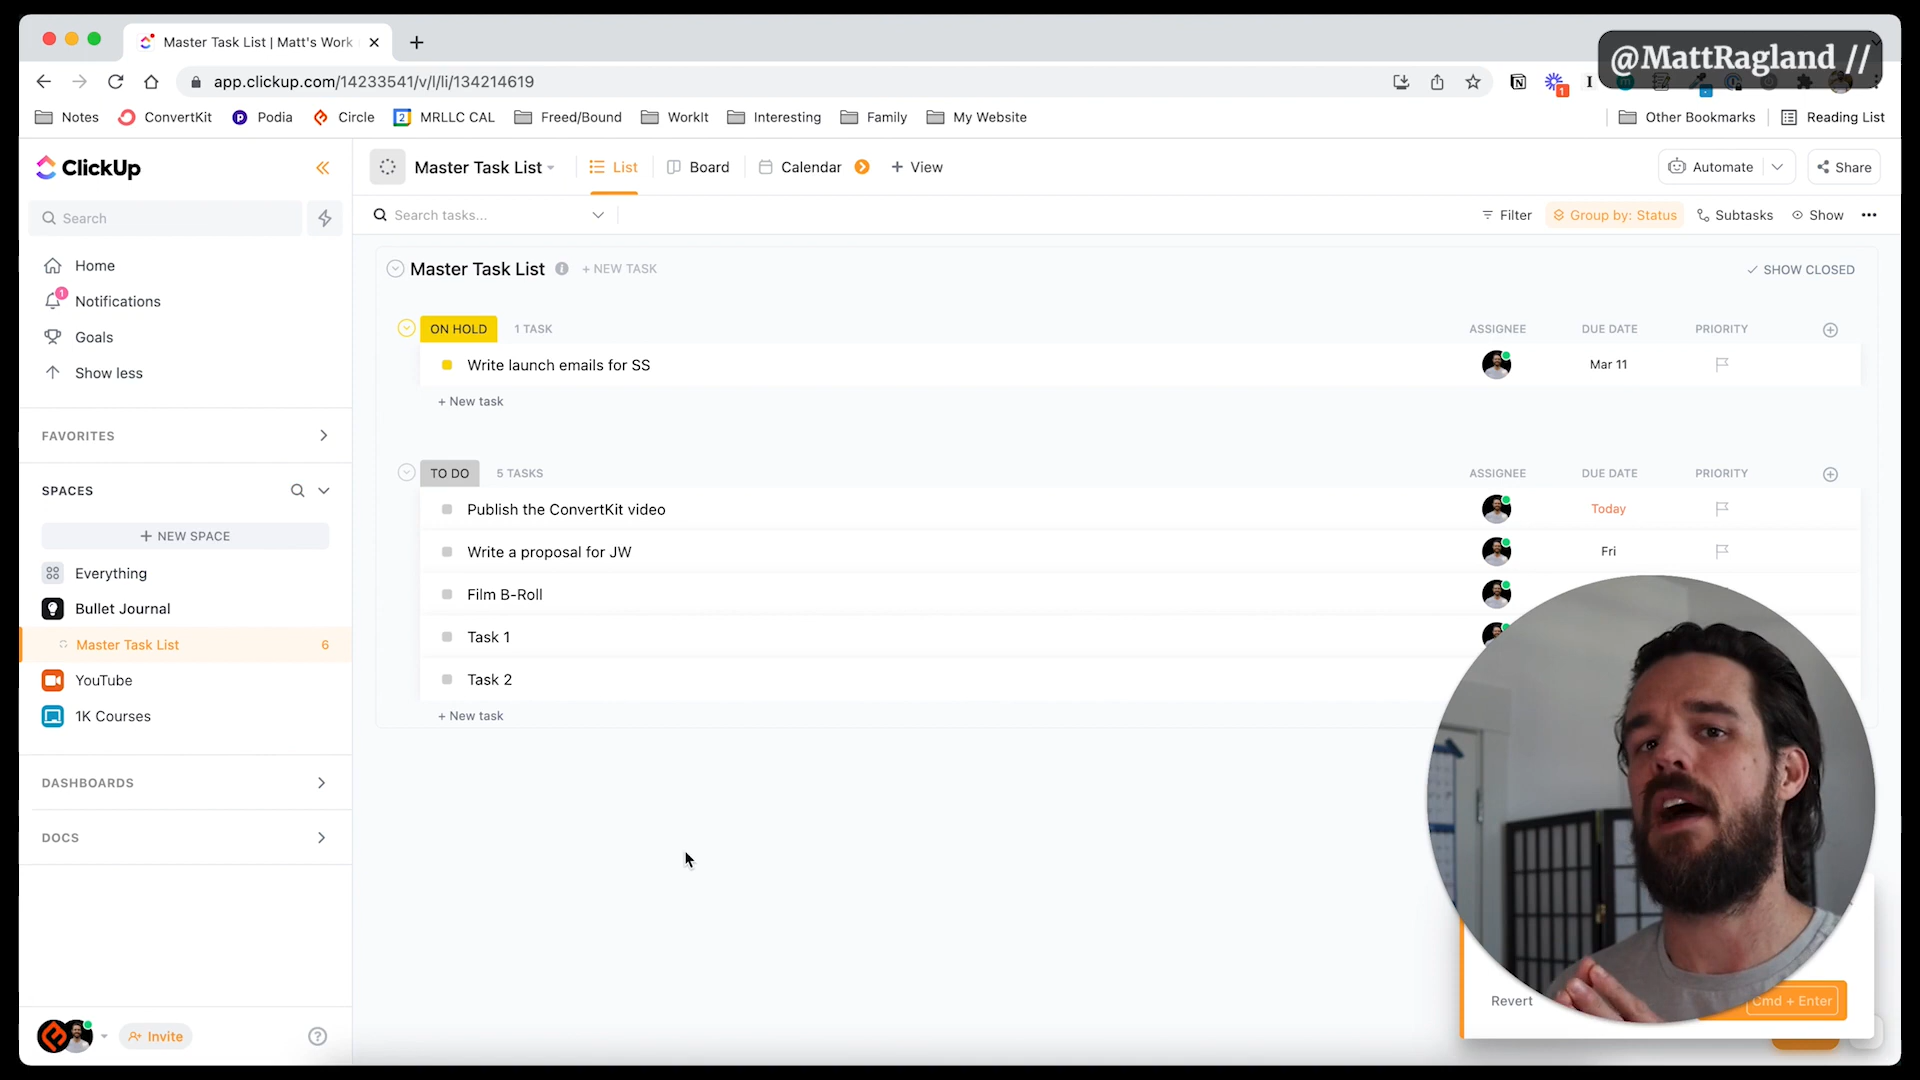 Master Task List | Matt's Work
@MattRagland //
app.clickup.com/14233541/v/l/li/134214619
1
Notes
ConvertKit
Podia
Circle
2
MRLLC CAL
Freed/Bound
WorkIt
Interesting
Family
My Website
Other Bookmarks
Reading List
ClickUp
Master Task List
List
Board
Calendar
+ View
Automate
Share
Search
Search tasks...
Filter
Group by: Status
Subtasks
Show
Home
1
Notifications
Goals
Show less
FAVORITES
SPACES
+ NEW SPACE
Everything
Bullet Journal
Master Task List
6
YouTube
1K Courses
DASHBOARDS
DOCS
Invite
Master Task List
+ NEW TASK
SHOW CLOSED
ON HOLD
1 TASK
ASSIGNEE
DUE DATE
PRIORITY
Write launch emails for SS
Mar 11
+ New task
TO DO
5 TASKS
ASSIGNEE
DUE DATE
PRIORITY
Publish the ConvertKit video
Today
Write a proposal for JW
Fri
Film B-Roll
Task 1
Task 2
+ New task
Revert
Cmd + Enter